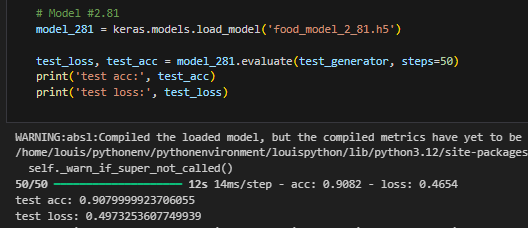 # Model #2.81
model_281 = keras.models.load_model('food_model_2_81.h5')
test_loss, test_acc = model_281.evaluate(test_generator, steps=50)
print('test acc:', test_acc)
print('test loss:', test_loss)
WARNING:absl:Compiled the loaded model, but the compiled metrics have yet to be
/home/louis/pythonenv/pythonenvironment/louispython/lib/python3.12/site-packages
self._warn_if_super_not_called()
50/50 ━━━━━━━━━━━━━━━━━━━━ 12s 14ms/step - acc: 0.9082 - loss: 0.4654
test acc: 0.9079999923706055
test loss: 0.4973253607749939